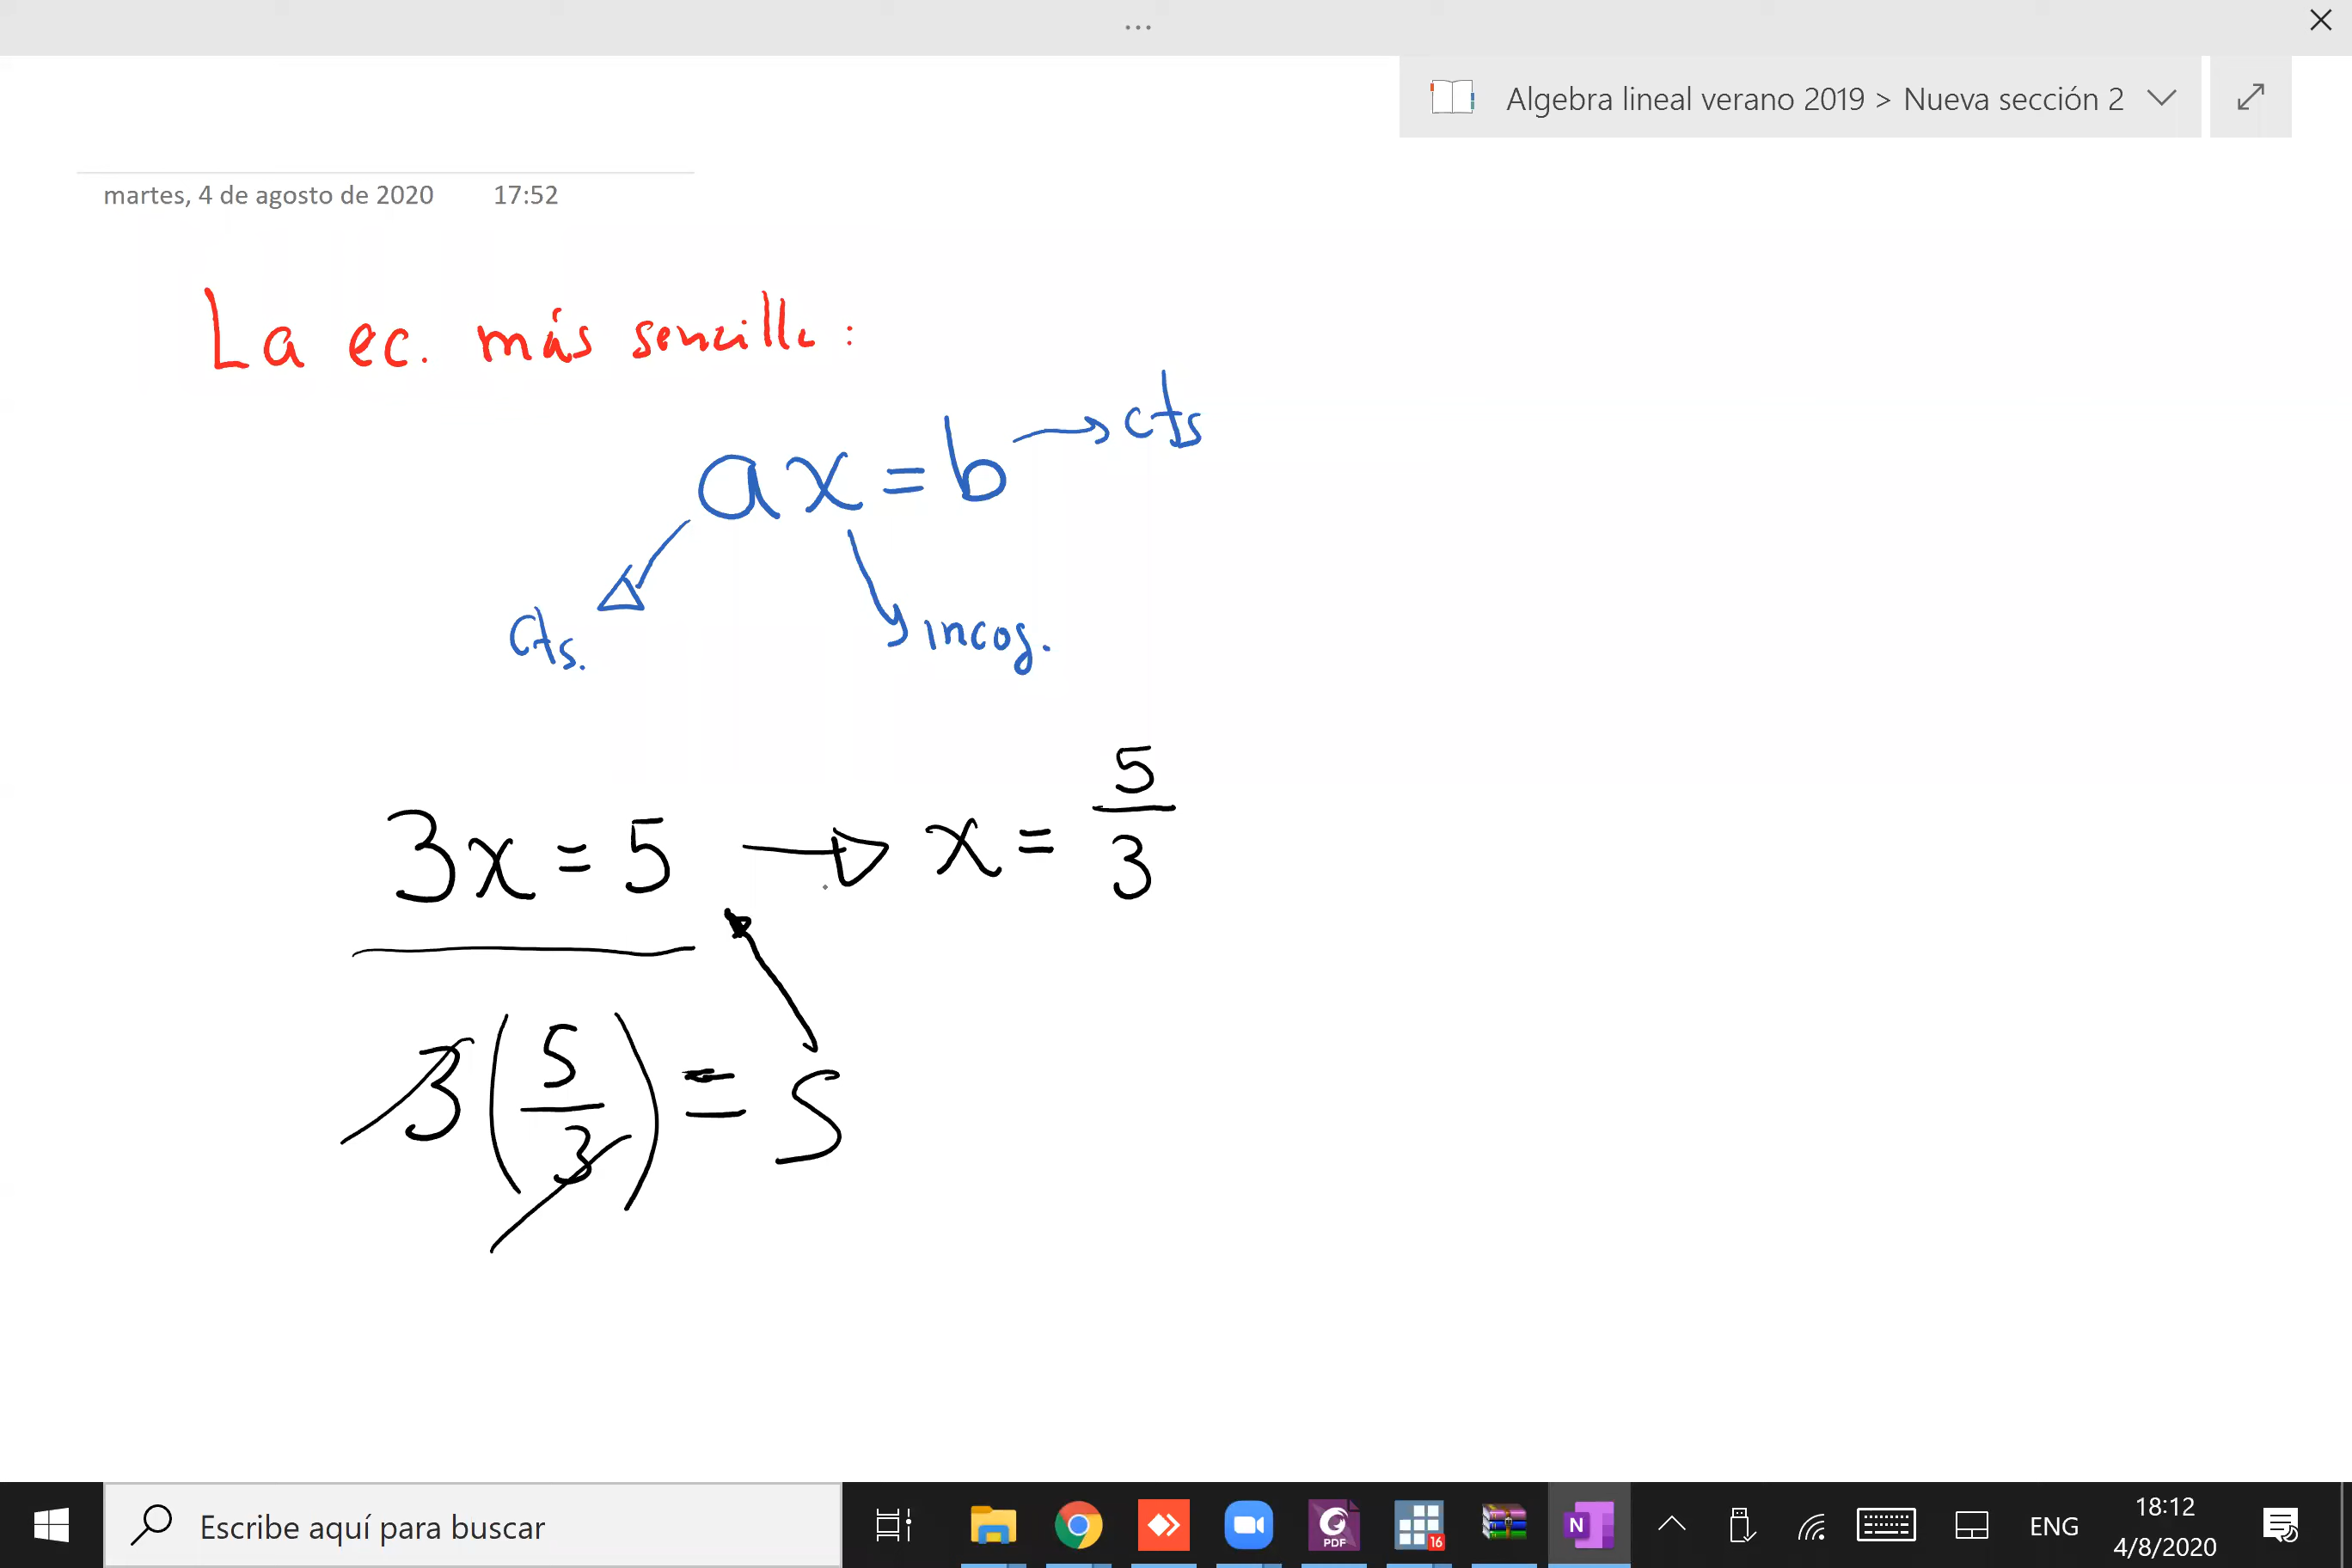 ...
Algebra lineal verano 2019 > Nueva sección 2
martes, 4 de agosto de 2020 17:52
La ec. más sencilla:
ax = b → cts
cts. incog.
3x = 5 → x = 5/3
3(5/3) = 5
Escribe aquí para buscar
PDF
16
N
ENG
18:12
4/8/2020